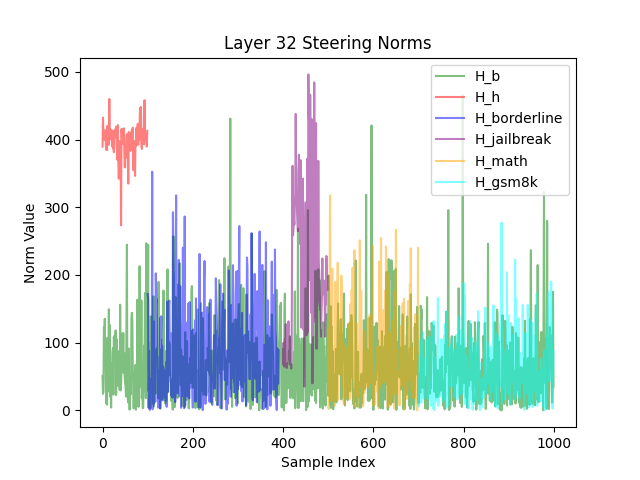 Layer 32 Steering Norms
Norm Value
500
400
300
200
100
0
H_b
H_h
H_borderline
H_jailbreak
H_math
H_gsm8k
0
200
400
600
800
1000
Sample Index